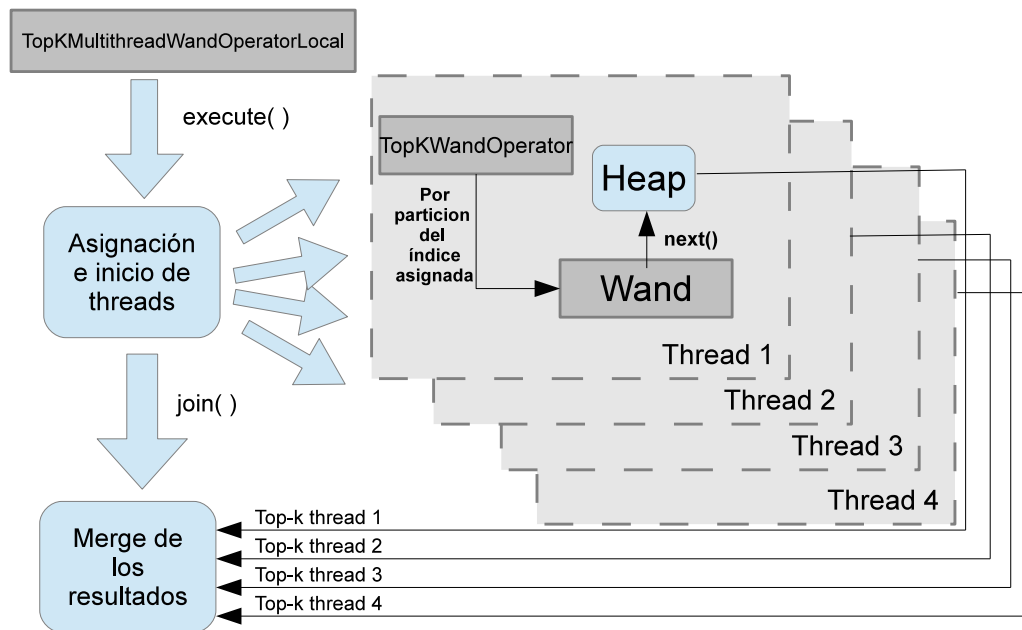 TopKMultithreadWandOperatorLocal
execute( )
TopKWandOperator
Heap
Por
particion
del
índice
asignada
next()
Wand
Asignación
e inicio de
threads
Thread 1
Thread 2
Thread 3
Thread 4
join( )
Merge de
los
resultados
Top-k thread 1
Top-k thread 2
Top-k thread 3
Top-k thread 4